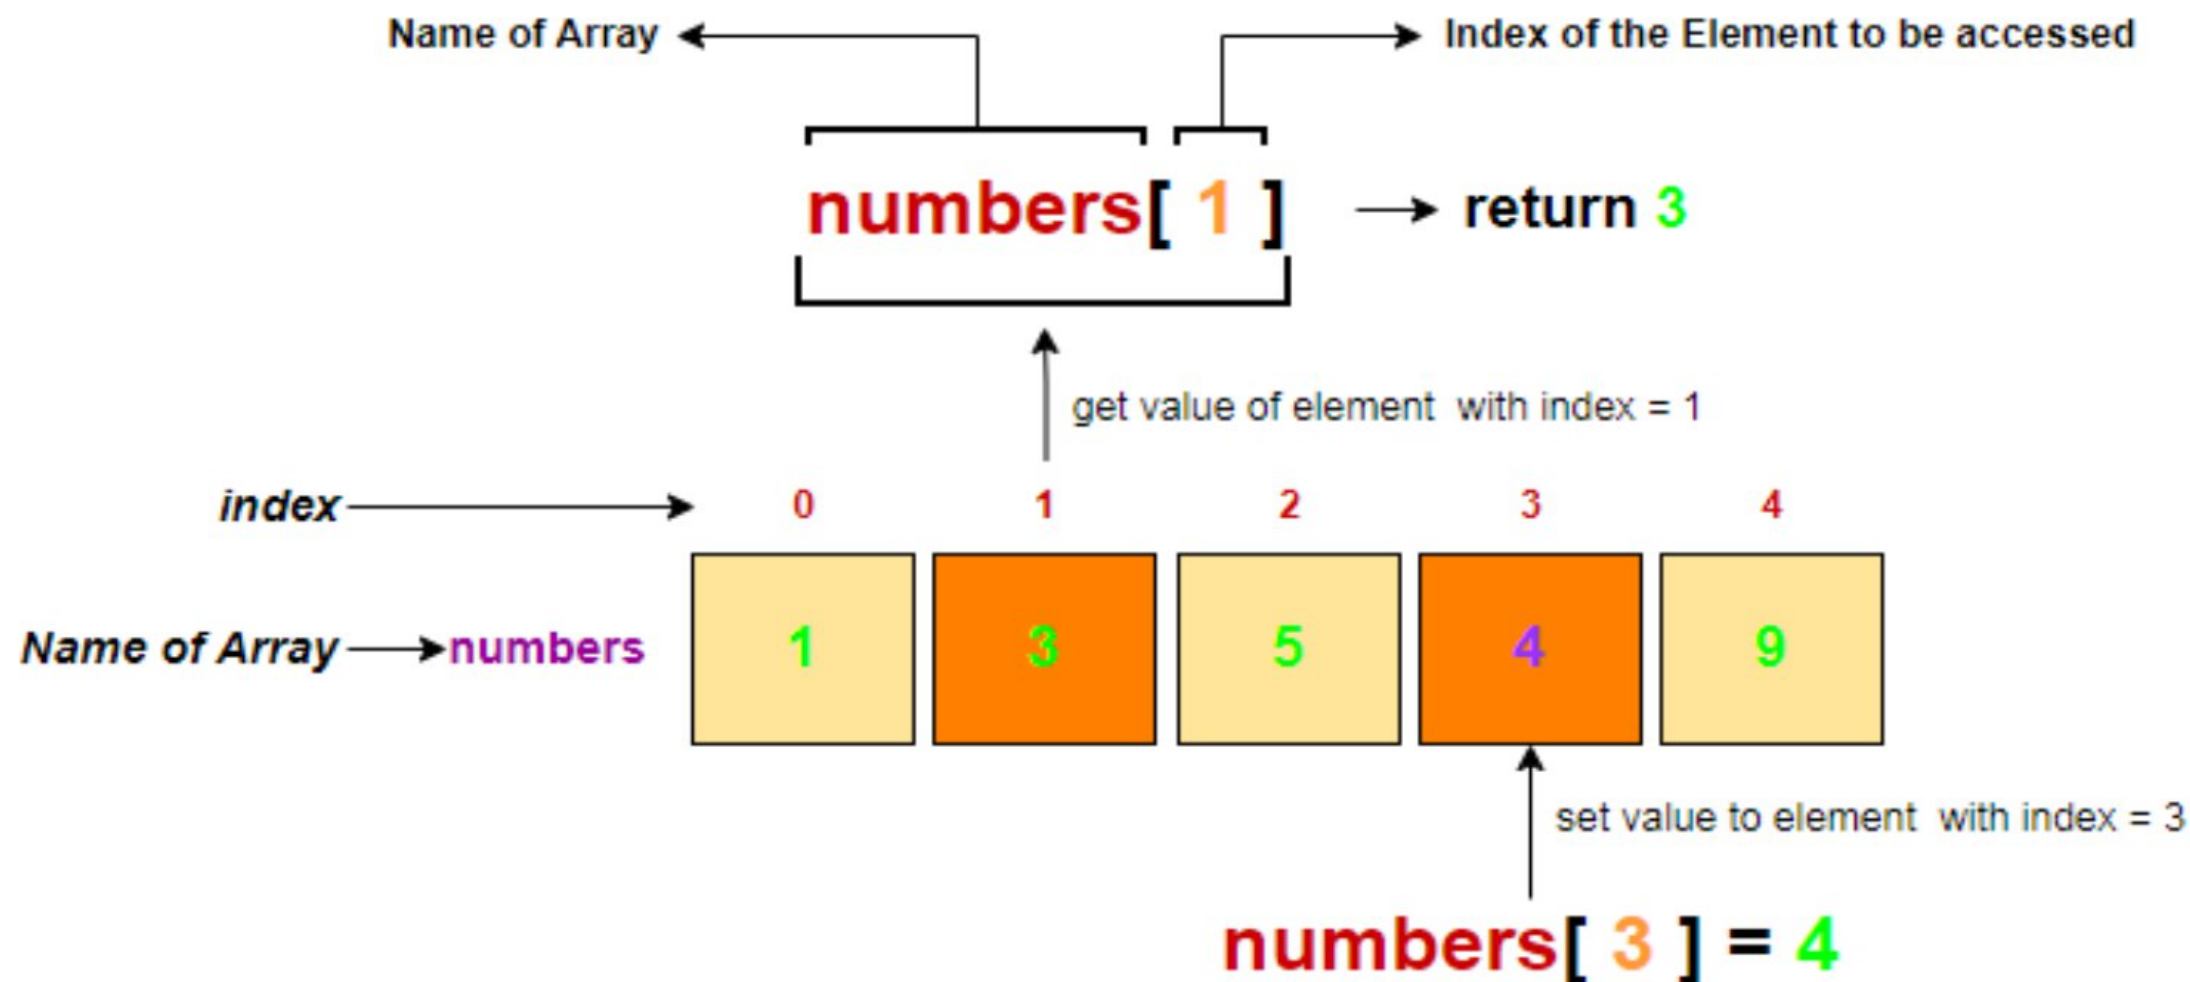 Name of Array
Index of the Element to be accessed
numbers[ 1 ]
return 3
get value of element with index = 1
index
0 1 2 3 4
Name of Array
numbers
1 3 5 4 9
set value to element with index = 3
numbers[ 3 ] = 4